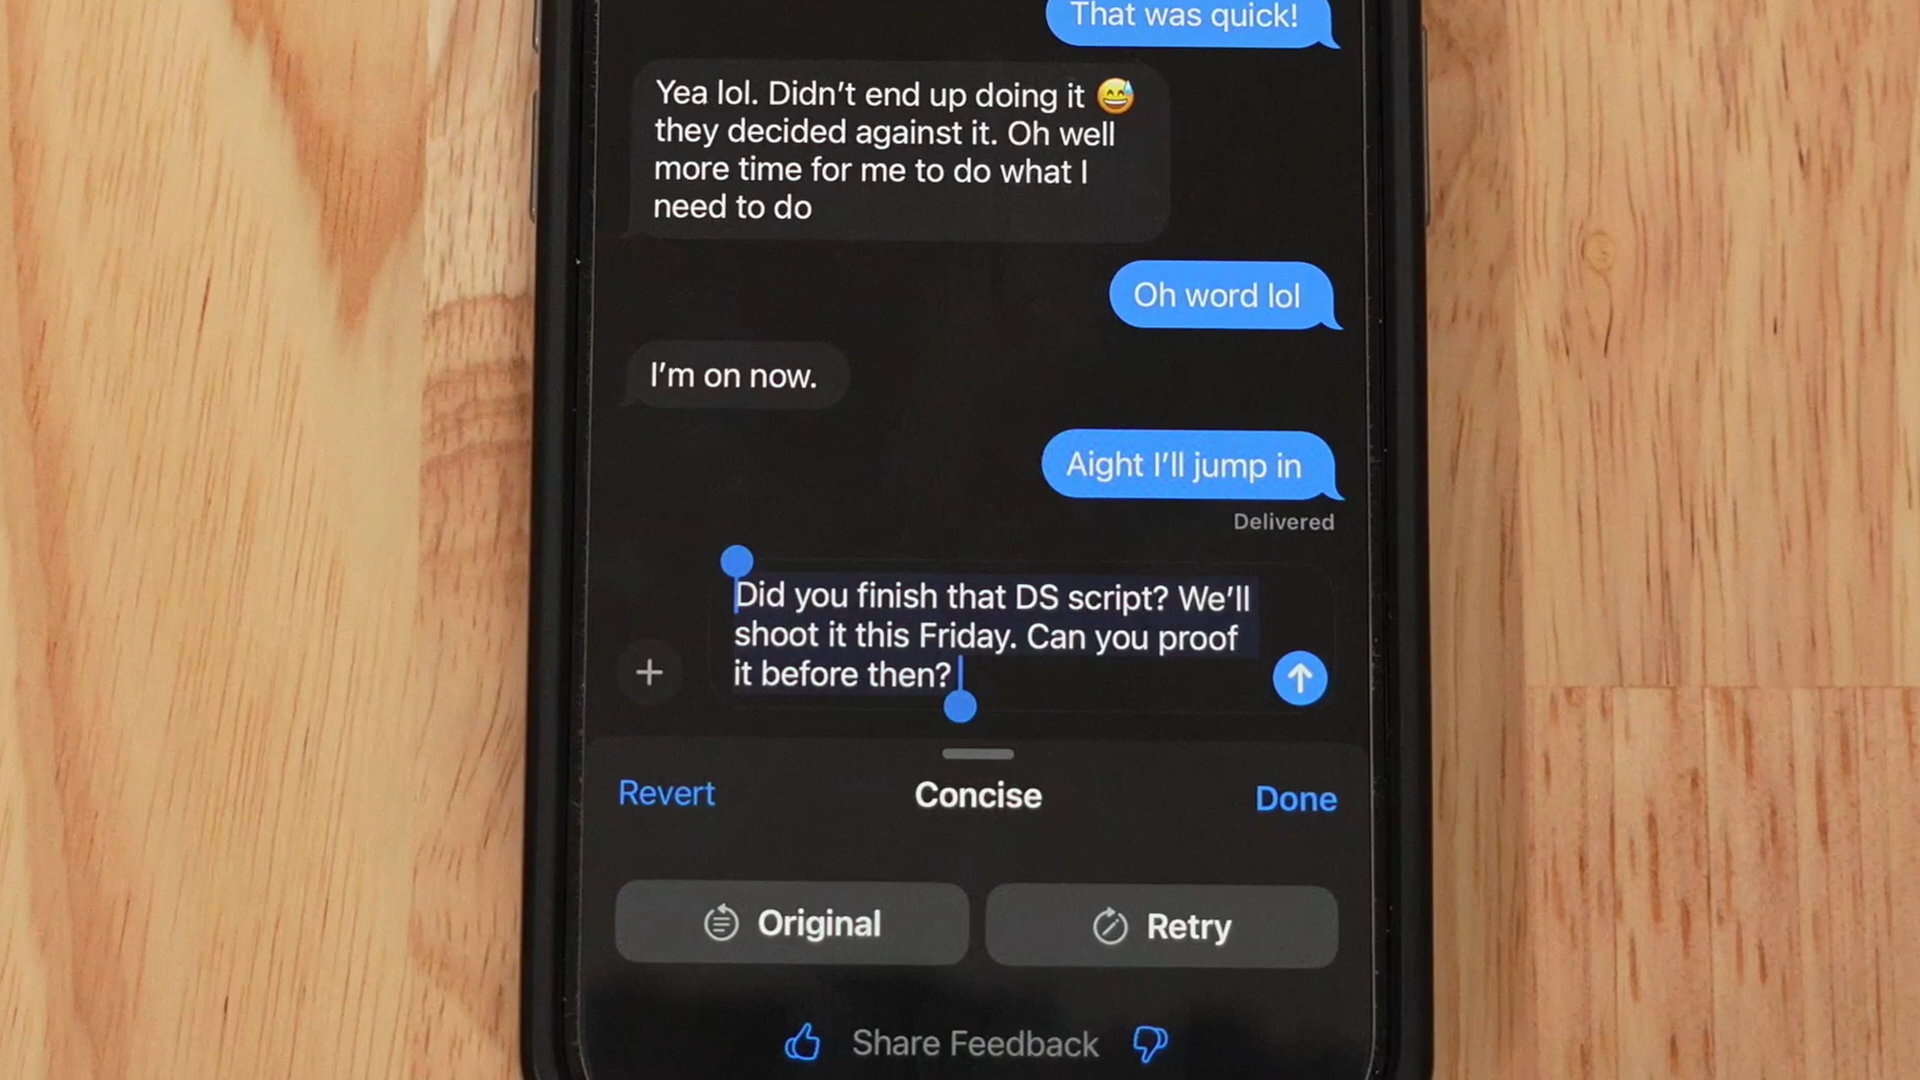 That was quick!
Yea lol. Didn’t end up doing it 😅
they decided against it. Oh well
more time for me to do what I
need to do
Oh word lol
I’m on now.
Aight I’ll jump in
Delivered
Did you finish that DS script? We’ll
shoot it this Friday. Can you proof
it before then?
Revert
Concise
Done
Original
Retry
Share Feedback